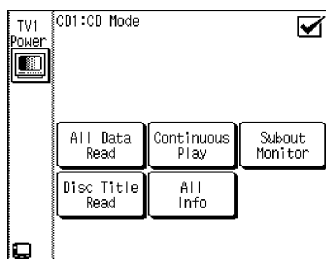 TV1
Power
CD1:CD Mode
All Data
Read
Continuous
Play
Subout
Monitor
Disc Title
Read
All
Info